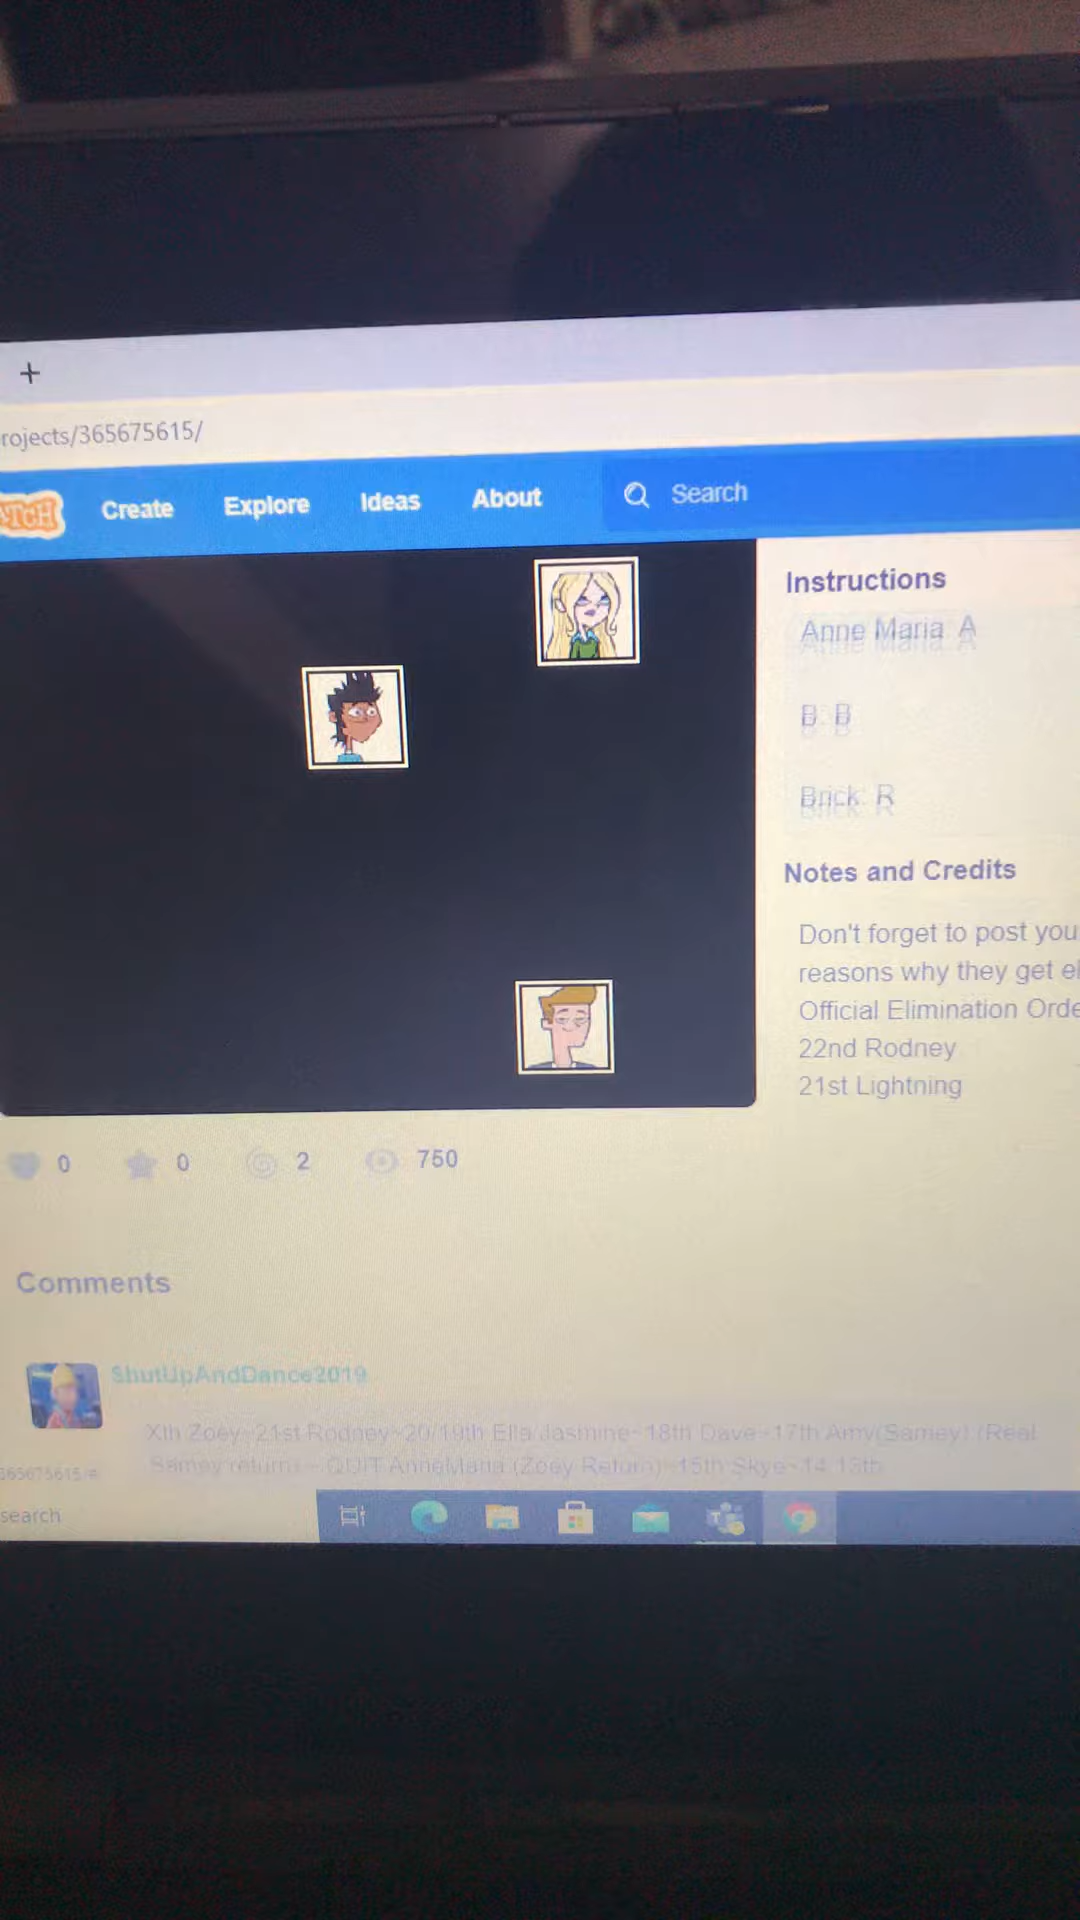 +
rojects/365675615/
ATCH Create Explore Ideas About Search
Instructions
Anne Maria: A
B: B
Brick: R
Notes and Credits
Don't forget to post you
reasons why they get el
Official Elimination Orde
22nd Rodney
21st Lightning
0 0 2 750
Comments
ShutUpAndDance2019
Xth Zoey~21st Rodney~20/19th Ella/Jasmine~18th Dave~17th Amy(Samey) (Real
Samey returns~ QUIT AnneMaria (Zoey Return)~15th Skye~14/13th
365675615/#
search